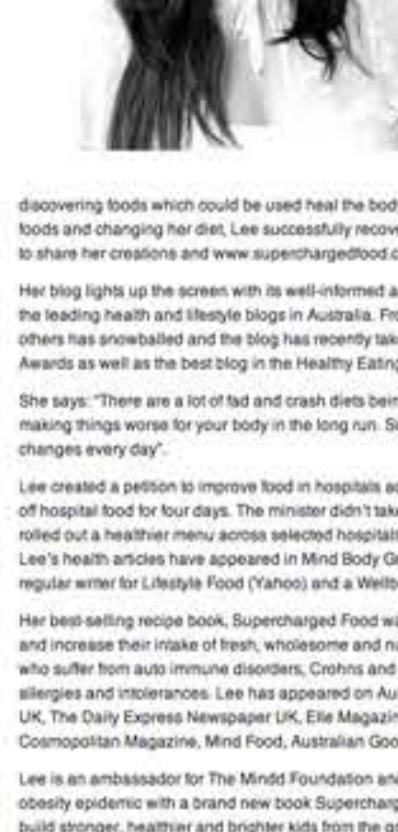 discovering foods which could be used heal the body
foods and changing her diet, Lee successfully recove
to share her creations and www.superchargedfood.c
Her blog lights up the screen with its well-informed a
the leading health and lifestyle blogs in Australia. Fro
others has snowballed and the blog has recently take
Awards as well as the best blog in the Healthy Eating
She says: "There are a lot of fad and crash diets bein
making things worse for your body in the long run. S
changes every day".
Lee created a petition to improve food in hospitals ac
off hospital food for four days. The minister didn't take
rolled out a healthier menu across selected hospitals
Lee's health articles have appeared in Mind Body Gr
regular writer for Lifestyle Food (Yahoo) and a Wellb
Her best-selling recipe book, Supercharged Food wa
and increase their intake of fresh, wholesome and nu
who suffer from auto immune disorders, Crohns and
allergies and intolerances. Lee has appeared on Au
UK, The Daily Express Newspaper UK, Elle Magazin
Cosmopolitan Magazine, Mind Food, Australian Goo
Lee is an ambassador for The Mindd Foundation and
obesity epidemic with a brand new book Supercharg
build stronger, healthier and brighter kids from the gr